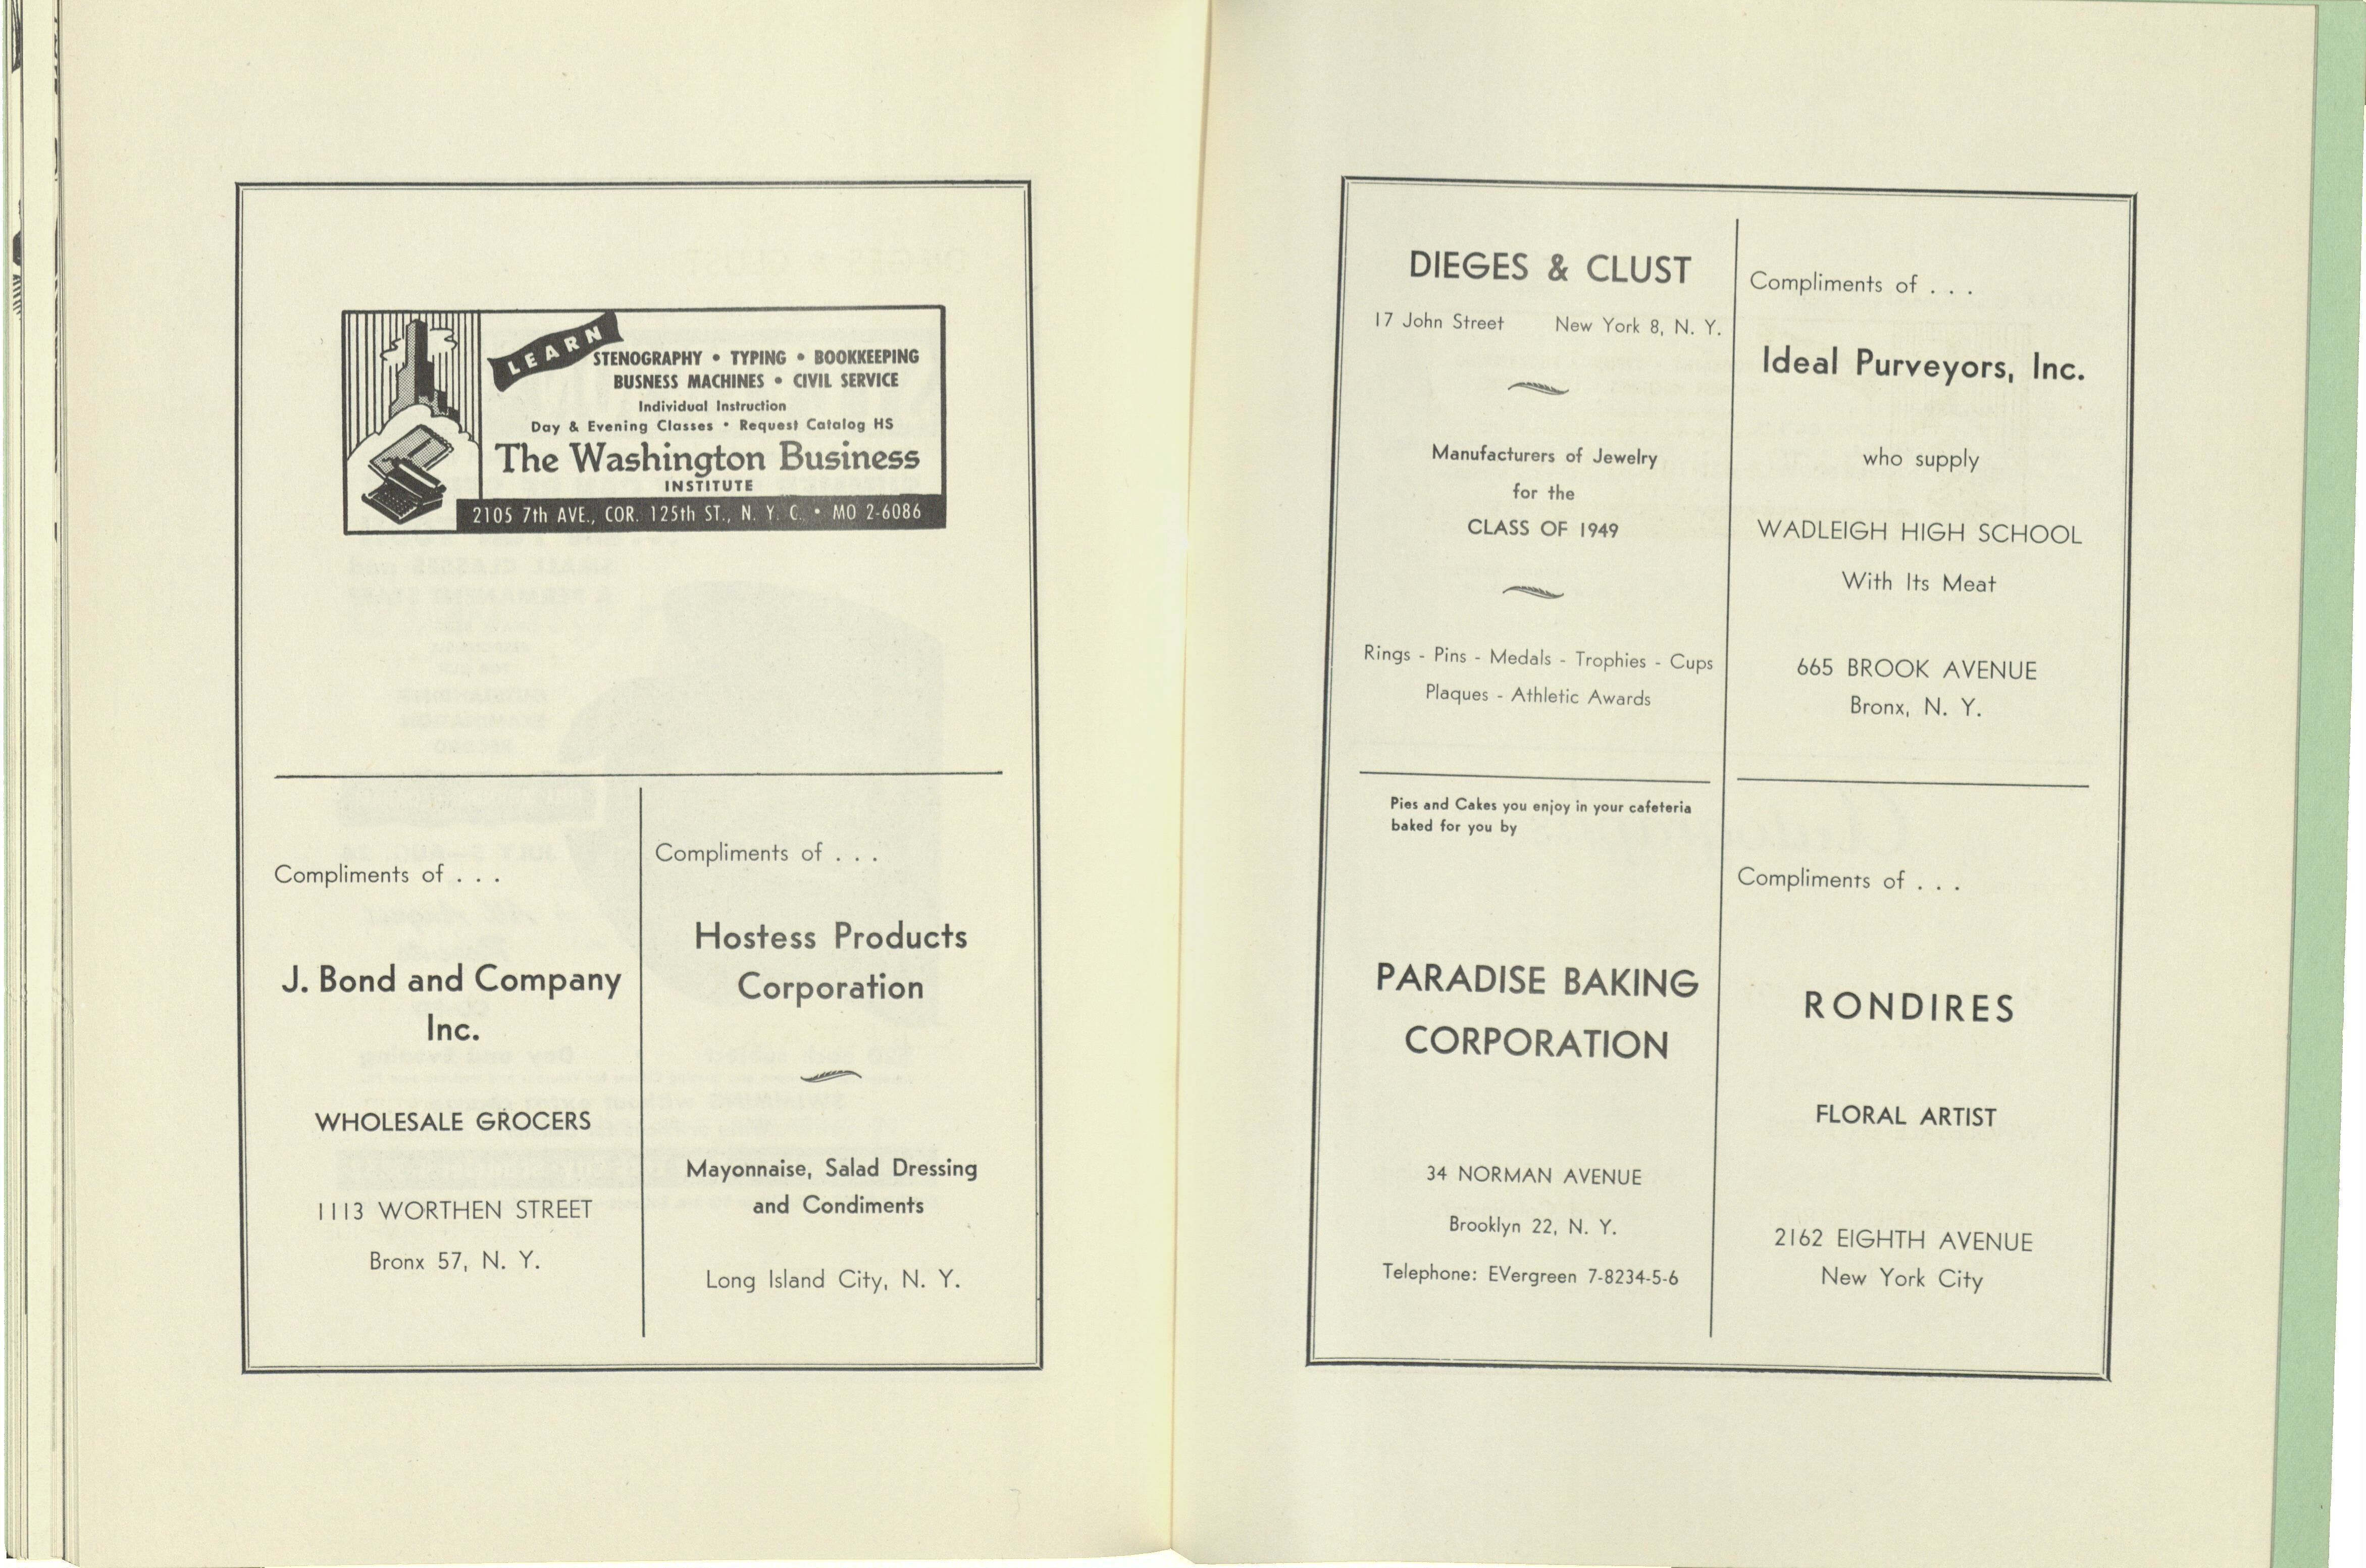 LEARN
STENOGRAPHY • TYPING • BOOKKEEPING
BUSNESS MACHINES • CIVIL SERVICE
Individual Instruction
Day & Evening Classes • Request Catalog HS
The Washington Business
INSTITUTE
2105 7th AVE., COR. 125th ST., N. Y. C. • MO 2-6086
Compliments of . . .
J. Bond and Company
Inc.
WHOLESALE GROCERS
1113 WORTHEN STREET
Bronx 57, N. Y.
Compliments of . . .
Hostess Products
Corporation
Mayonnaise, Salad Dressing
and Condiments
Long Island City, N. Y.
DIEGES & CLUST
17 John Street New York 8, N. Y.
Manufacturers of Jewelry
for the
CLASS OF 1949
Rings - Pins - Medals - Trophies - Cups
Plaques - Athletic Awards
Compliments of . . .
Ideal Purveyors, Inc.
who supply
WADLEIGH HIGH SCHOOL
With Its Meat
665 BROOK AVENUE
Bronx, N. Y.
Pies and Cakes you enjoy in your cafeteria
baked for you by
PARADISE BAKING
CORPORATION
34 NORMAN AVENUE
Brooklyn 22, N. Y.
Telephone: EVergreen 7-8234-5-6
Compliments of . . .
RONDIRES
FLORAL ARTIST
2162 EIGHTH AVENUE
New York City